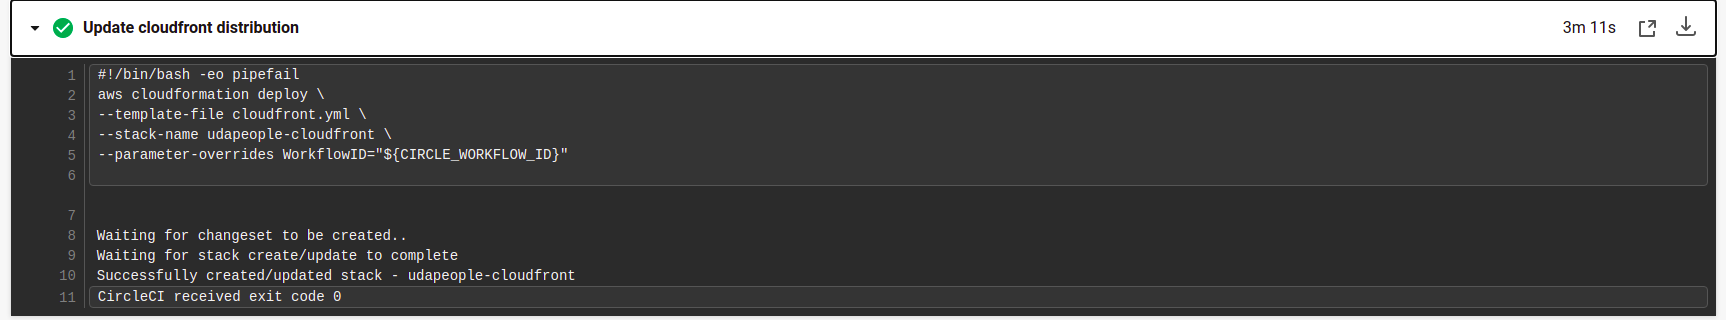 Update cloudfront distribution
3m 11s
1 #!/bin/bash -eo pipefail
2 aws cloudformation deploy \
3 --template-file cloudfront.yml \
4 --stack-name udapeople-cloudfront \
5 --parameter-overrides WorkflowID="${CIRCLE_WORKFLOW_ID}"
6
7
8 Waiting for changeset to be created..
9 Waiting for stack create/update to complete
10 Successfully created/updated stack - udapeople-cloudfront
11 CircleCI received exit code 0